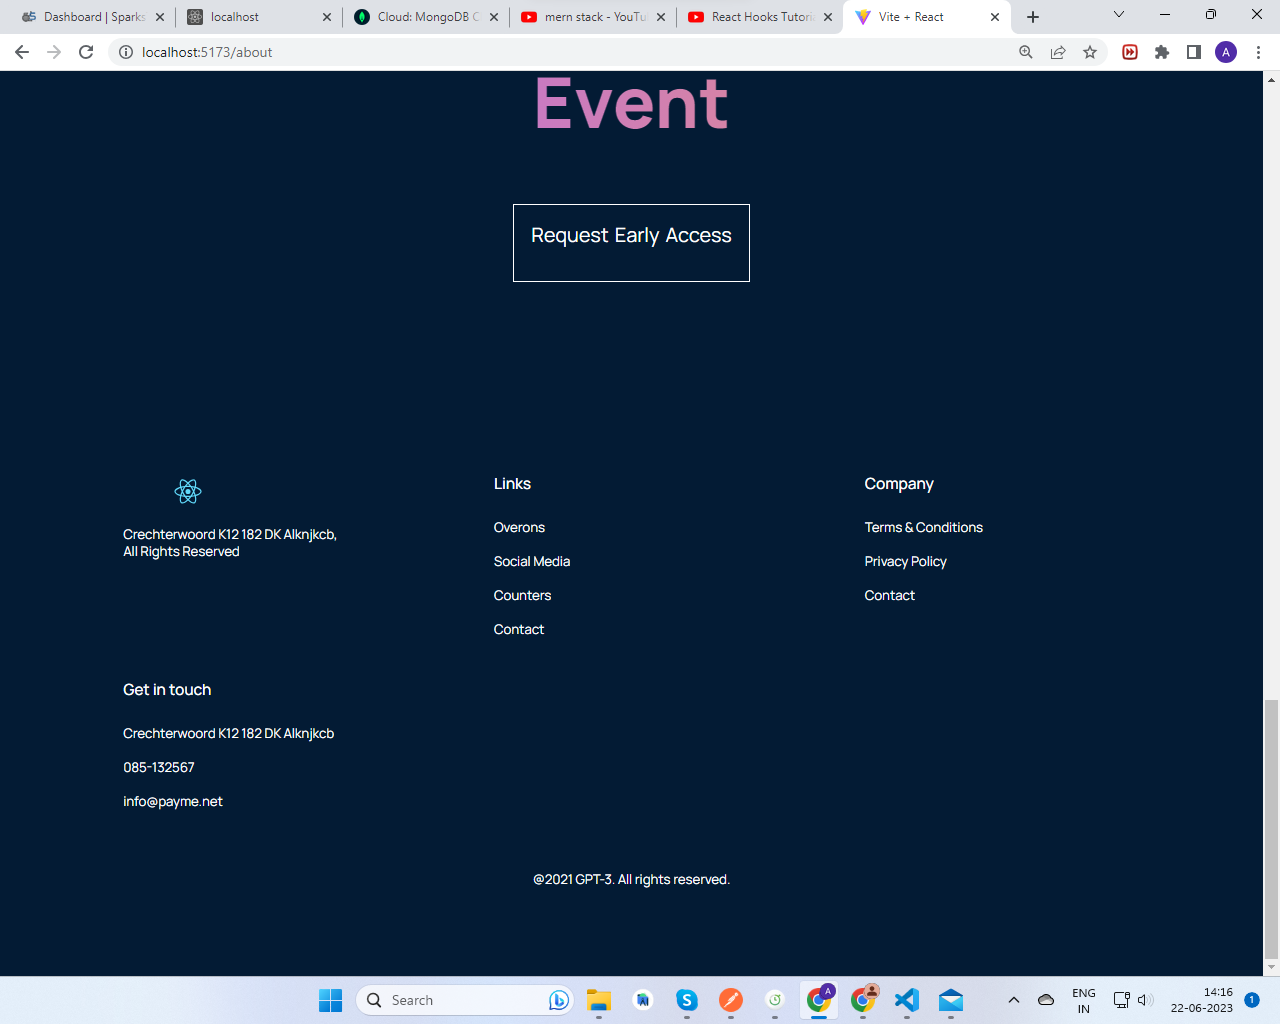 Dashboard | Sparks
localhost
Cloud: MongoDB C
mern stack - YouTu
React Hooks Tutoria
Vite + React
localhost:5173/about
A
Event
Request Early Access
Crechterwoord K12 182 DK Alknjkcb,
All Rights Reserved
Links
Overons
Social Media
Counters
Contact
Company
Terms & Conditions
Privacy Policy
Contact
Get in touch
Crechterwoord K12 182 DK Alknjkcb
085-132567
info@payme.net
@2021 GPT-3. All rights reserved.
Search
S
A
ENG
IN
14:16
22-06-2023
1